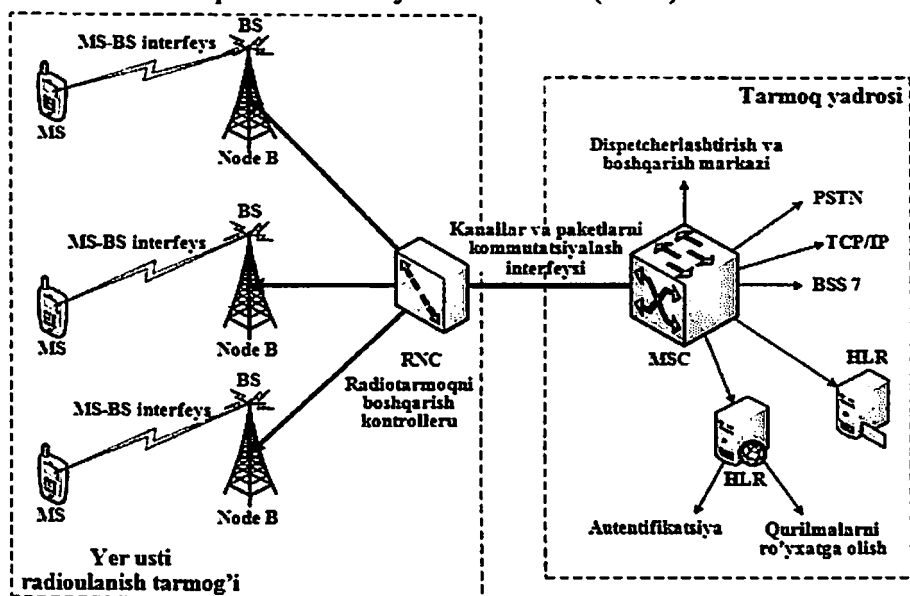 BS
MS-BS interfeys
MS
Node B
BS
MS-BS interfeys
MS
Node B
BS
MS-BS interfeys
MS
Node B
Yer usti
radioulanish tarmog'i
RNC
Radiotarmoqni
boshqarish
kontrolleru
Kanallar va paketlarni
kommutatsiyalash
interfeysi
Tarmoq yadrosi
Dispetcherlashtirish va
boshqarish markazi
PSTN
TCP/IP
BSS 7
MSC
HLR
HLR
Autentifikatsiya
Qurilmalarni
ro'yxatga olish